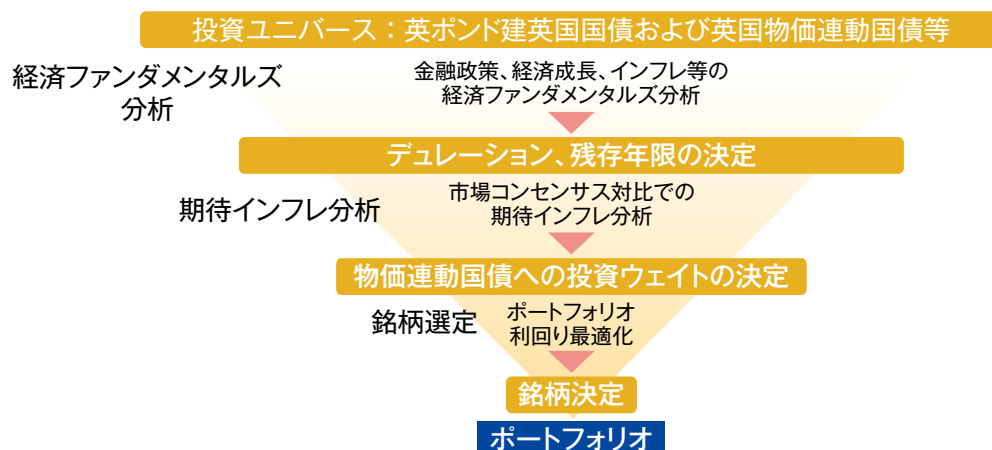 投資ユニバース：英ポンド建英国国債および英国物価連動国債等
経済ファンダメンタルズ
分析
金融政策、経済成長、インフレ等の
経済ファンダメンタルズ分析
デュレーション、残存年限の決定
期待インフレ分析
市場コンセンサス対比での
期待インフレ分析
物価連動国債への投資ウェイトの決定
銘柄選定
ポートフォリオ
利回り最適化
銘柄決定
ポートフォリオ